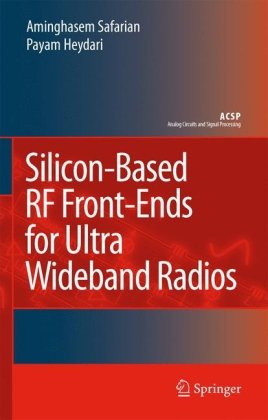 Aminghasem Safarian
Payam Heydari
ACSP
Analog Circuits and Signal Processing
Silicon-Based
RF Front-Ends
for Ultra
Wideband Radios
Springer